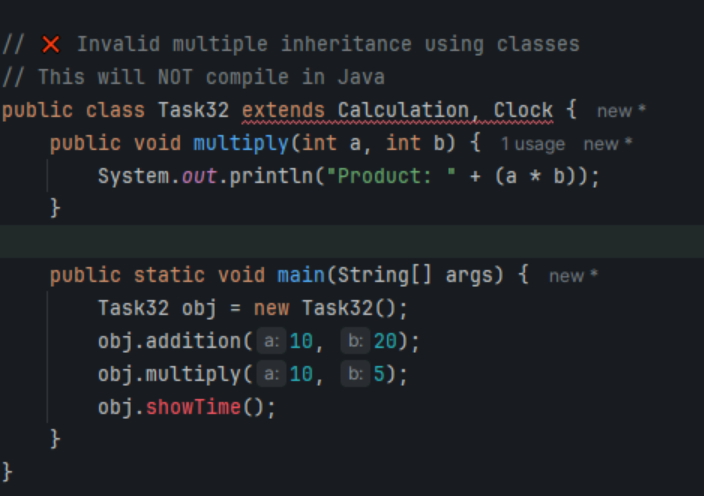 // ❌ Invalid multiple inheritance using classes
// This will NOT compile in Java
public class Task32 extends Calculation, Clock { new *
public void multiply(int a, int b) { 1 usage new *
System.out.println("Product: " + (a * b));
}
public static void main(String[] args) { new *
Task32 obj = new Task32();
obj.addition( a: 10, b: 20);
obj.multiply( a: 10, b: 5);
obj.showTime();
}
}